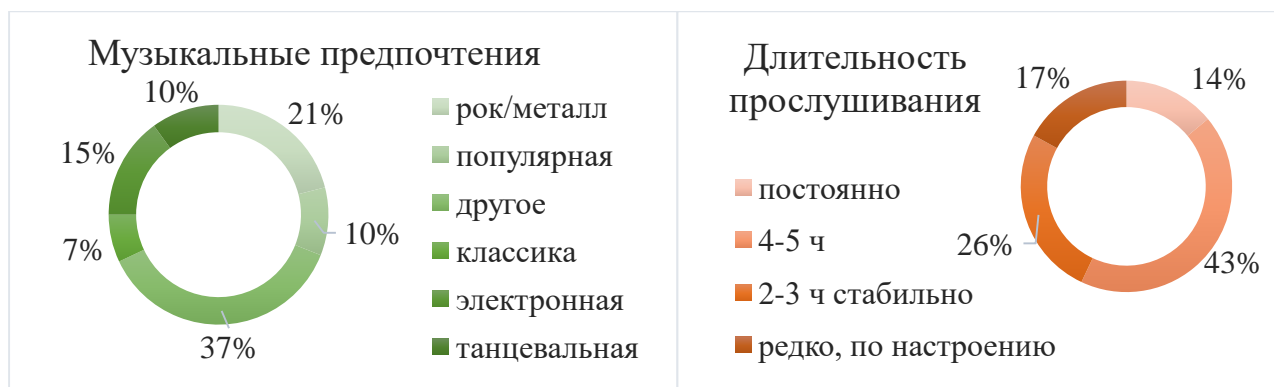 Музыкальные предпочтения
10%
21%
15%
7%
10%
37%
рок/металл
популярная
другое
классика
электронная
танцевальная
Длительность
прослушивания
17%
14%
26%
43%
постоянно
4-5 ч
2-3 ч стабильно
редко, по настроению